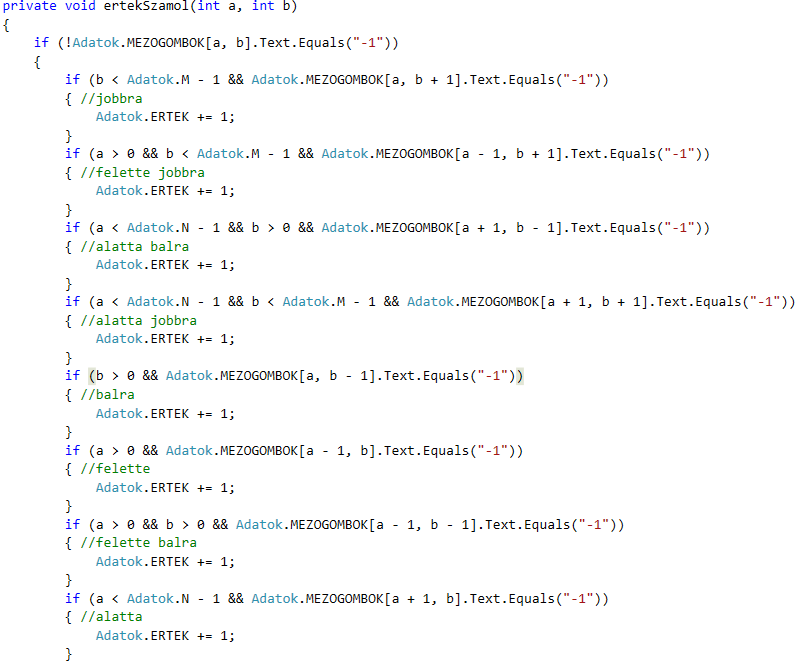 private void ertekSzamol(int a, int b)
{
    if (!Adatok.MEZOGOMBOK[a, b].Text.Equals("-1"))
    {
        if (b < Adatok.M - 1 && Adatok.MEZOGOMBOK[a, b + 1].Text.Equals("-1"))
        { //jobbra
            Adatok.ERTEK += 1;
        }
        if (a > 0 && b < Adatok.M - 1 && Adatok.MEZOGOMBOK[a - 1, b + 1].Text.Equals("-1"))
        { //felette jobbra
            Adatok.ERTEK += 1;
        }
        if (a < Adatok.N - 1 && b > 0 && Adatok.MEZOGOMBOK[a + 1, b - 1].Text.Equals("-1"))
        { //alatta balra
            Adatok.ERTEK += 1;
        }
        if (a < Adatok.N - 1 && b < Adatok.M - 1 && Adatok.MEZOGOMBOK[a + 1, b + 1].Text.Equals("-1"))
        { //alatta jobbra
            Adatok.ERTEK += 1;
        }
        if (b > 0 && Adatok.MEZOGOMBOK[a, b - 1].Text.Equals("-1"))
        { //balra
            Adatok.ERTEK += 1;
        }
        if (a > 0 && Adatok.MEZOGOMBOK[a - 1, b].Text.Equals("-1"))
        { //felette
            Adatok.ERTEK += 1;
        }
        if (a > 0 && b > 0 && Adatok.MEZOGOMBOK[a - 1, b - 1].Text.Equals("-1"))
        { //felette balra
            Adatok.ERTEK += 1;
        }
        if (a < Adatok.N - 1 && Adatok.MEZOGOMBOK[a + 1, b].Text.Equals("-1"))
        { //alatta
            Adatok.ERTEK += 1;
        }